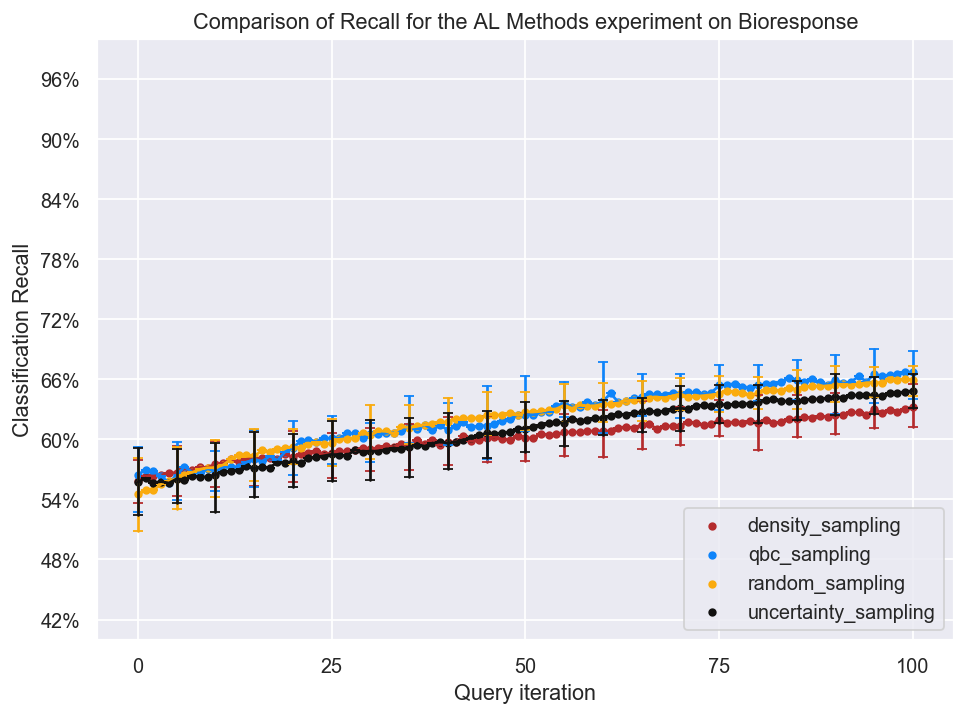 Comparison of Recall for the AL Methods experiment on Bioresponse
96%
90%
84%
78%
72%
66%
60%
54%
48%
42%
Classification Recall
0 25 50 75 100
Query iteration
density_sampling
qbc_sampling
random_sampling
uncertainty_sampling